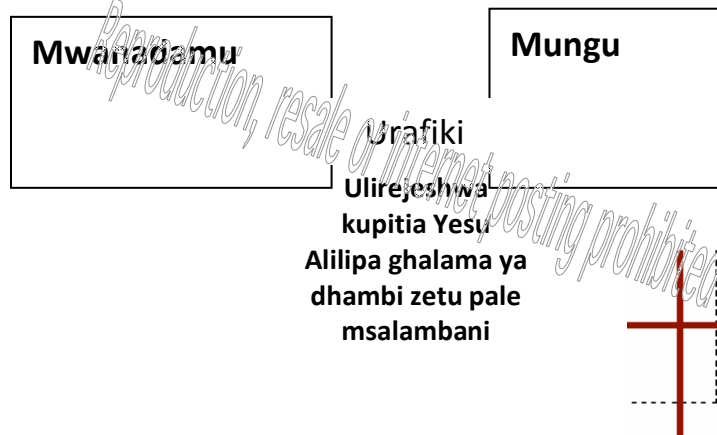 Mwanadamu
Mungu
Urafiki
Ulirejeshwa
kupitia Yesu
Alilipa ghalama ya
dhambi zetu pale
msalambani
Reproduction, resale or internet posting prohibited